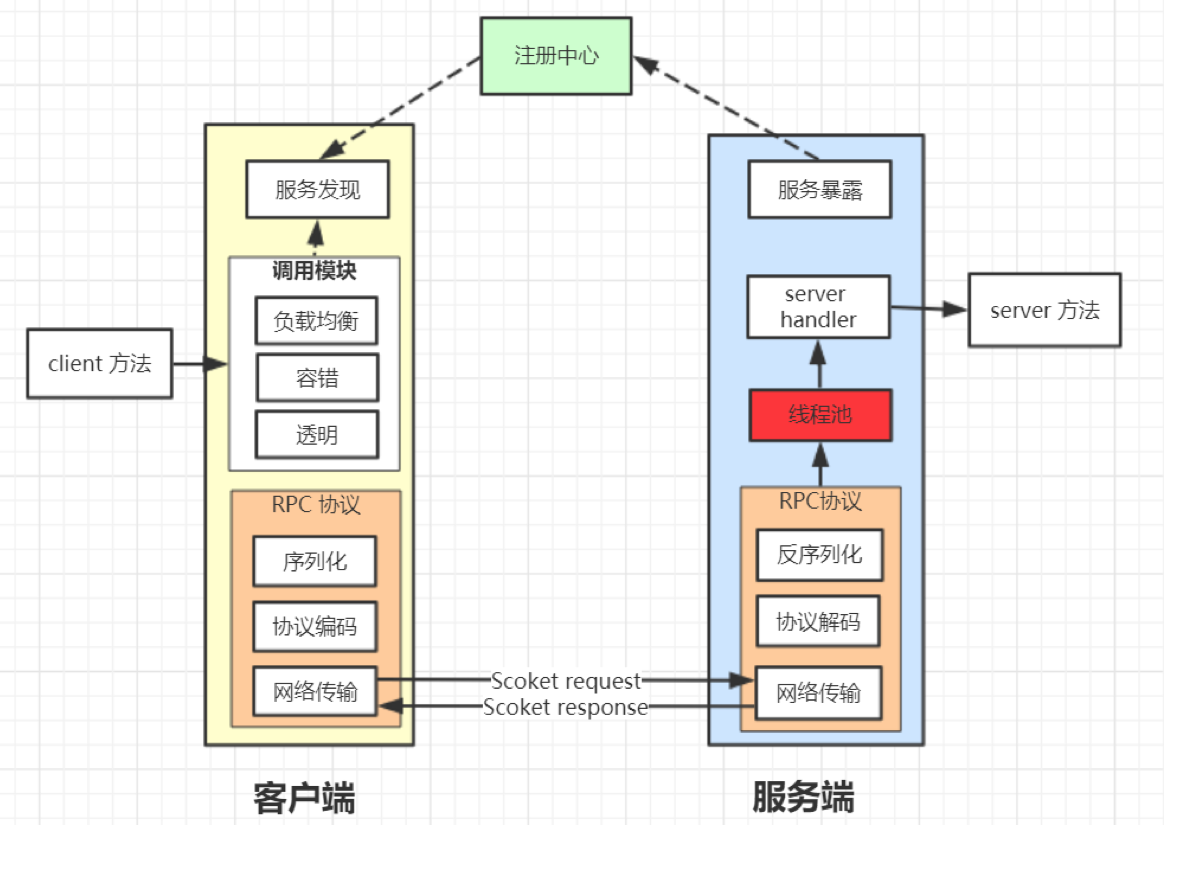 注册中心
服务发现
调用模块
负载均衡
容错
透明
client 方法
RPC 协议
序列化
协议编码
网络传输
客户端
Scoket request
Scoket response
服务暴露
server
handler
server 方法
线程池
RPC协议
反序列化
协议解码
网络传输
服务端